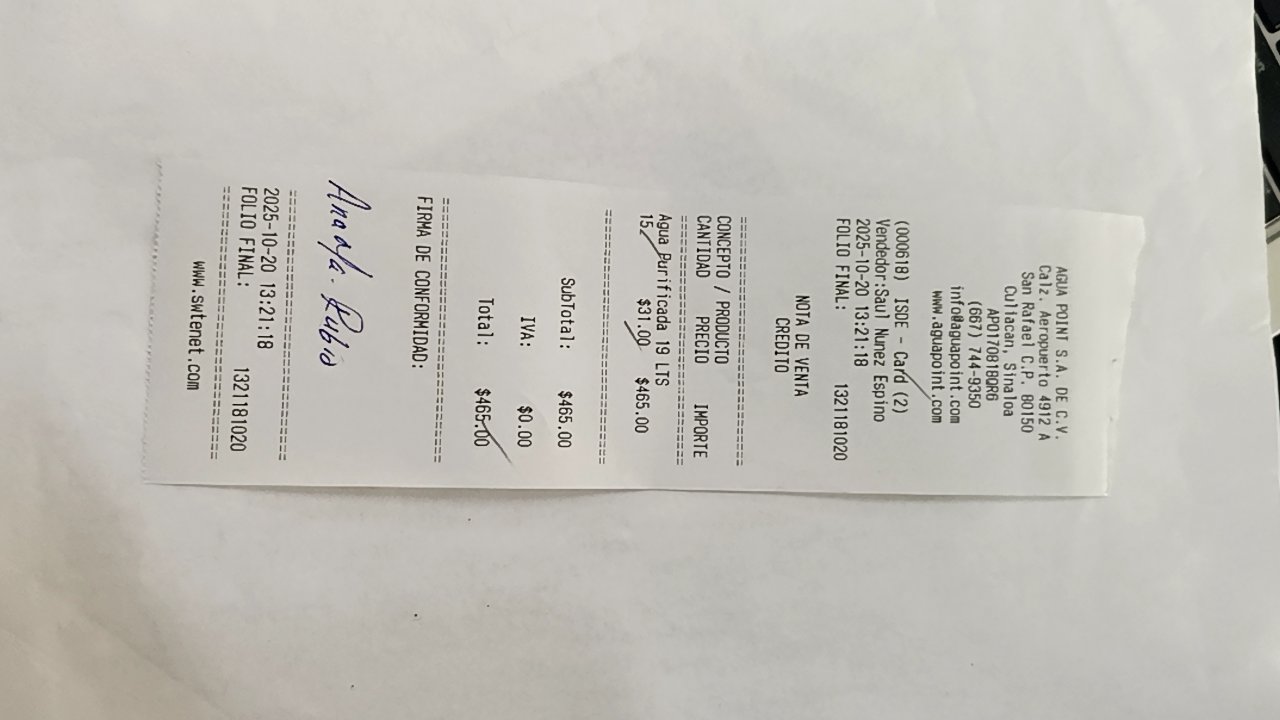 AGUA POINT S.A. DE C.V.
Calz. Aeropuerto 4912 A
San Rafael C.P. 80150
Culiacan, Sinaloa
APO170818QR6
(667) 744-9350
info@aguapoint.com
www.aguapoint.com
(000618) ISDE - Card (2)
Vendedor:Saul Nunez Espino
2025-10-20 13:21:18
FOLIO FINAL: 1321181020
NOTA DE VENTA
CREDITO
==============================
CONCEPTO / PRODUCTO
CANTIDAD PRECIO IMPORTE
==============================
Agua Purificada 19 LTS
15 $31.00 $465.00
==============================
SubTotal: $465.00
IVA: $0.00
Total: $465.00
==============================
FIRMA DE CONFORMIDAD:
Rubio
==============================
2025-10-20 13:21:18
FOLIO FINAL: 1321181020
==============================
www.swtenet.com